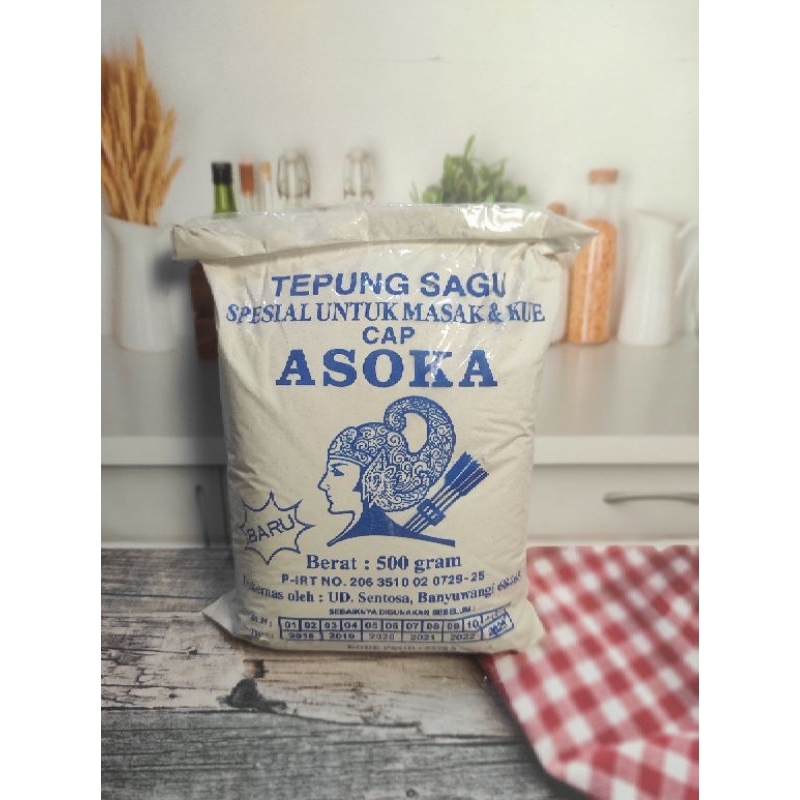 TEPUNG SAGU
SPESIAL UNTUK MASAK & KUE
CAP
ASOKA
BARU
Berat : 500 gram
P-IRT NO. 206 3510 02 0729-25
oleh : UD. Sentosa, Banyuwangi
SEBAIKNYA DIGUNAKAN SEBELUM :
01 02 03 04 05 06 07 08 09 10
2018 2019 2020 2021 2022